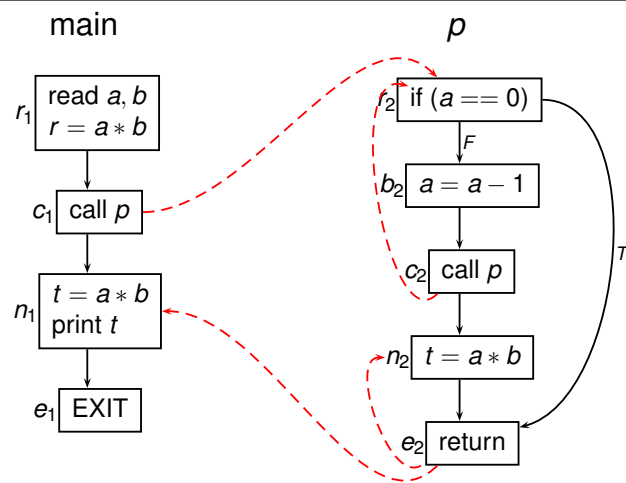 main
r1
read a, b
r = a ∗ b
c1
call p
n1
t = a ∗ b
print t
e1
EXIT
p
r2
if (a == 0)
F
T
b2
a = a − 1
c2
call p
n2
t = a ∗ b
e2
return